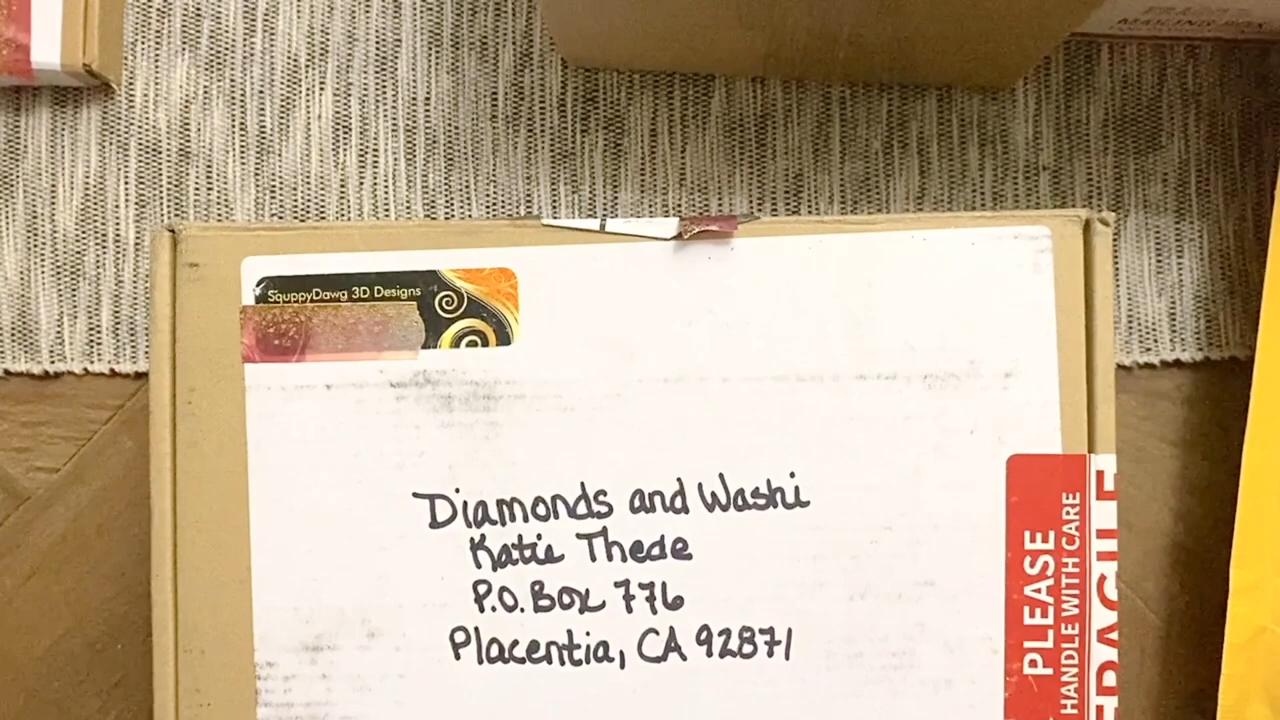 SquppyDawg 3D Designs
Diamonds and Washi
Katie Thede
P.O. Box 776
Placentia, CA 92871
PLEASE
HANDLE WITH CARE
FRAGILE